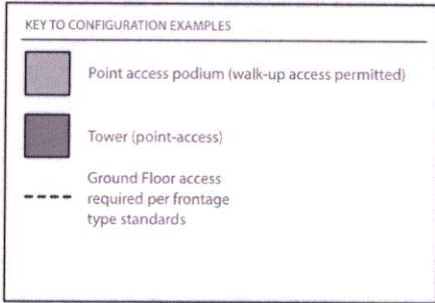 KEY TO CONFIGURATION EXAMPLES
Point access podium (walk-up access permitted)
Tower (point-access)
Ground Floor access
required per frontage
type standards